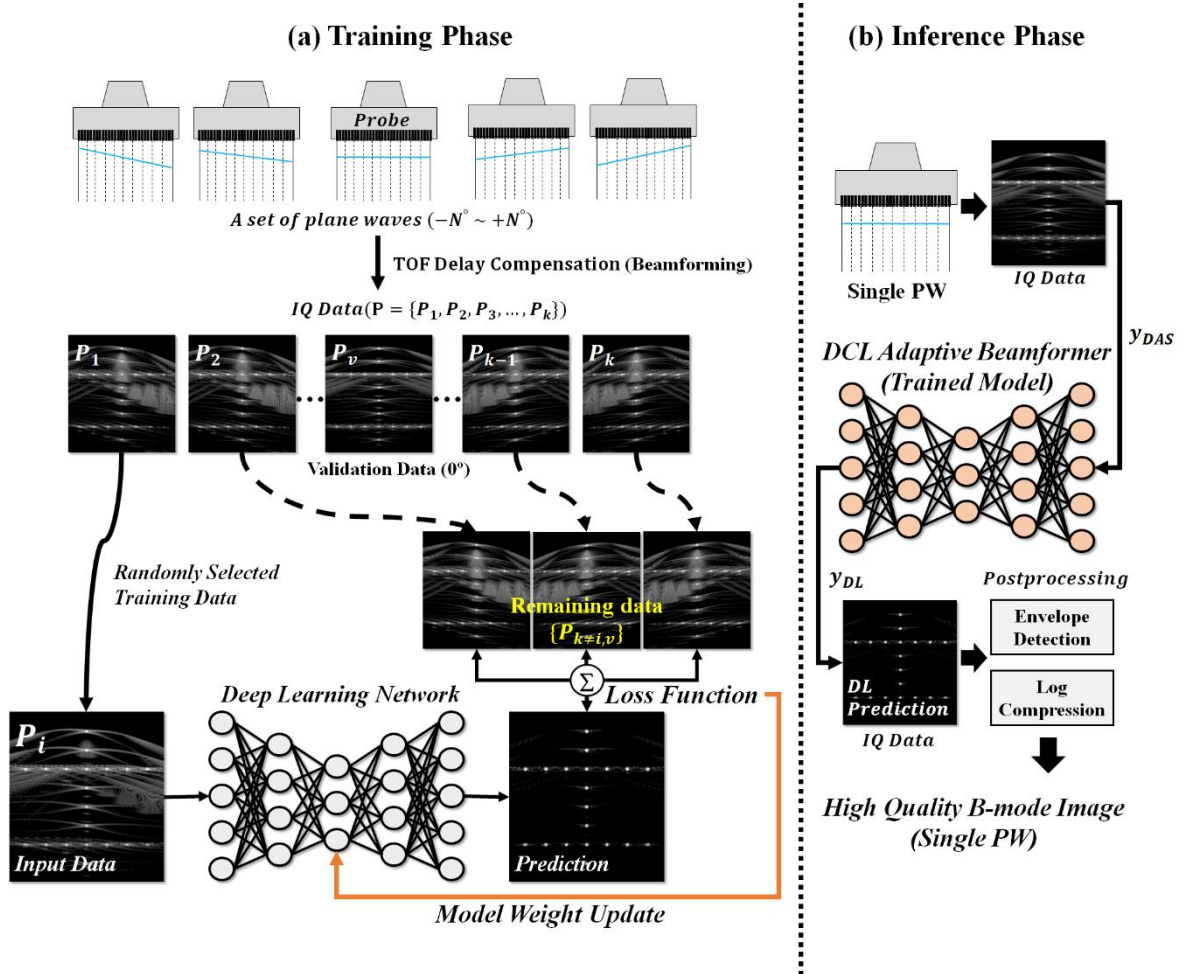 (a) Training Phase
Probe
A set of plane waves (−N° ~ +N°)
TOF Delay Compensation (Beamforming)
IQ Data(P = {P₁, P₂, P₃, ..., Pₖ})
P₁
P₂
Pᵥ
Pₖ₋₁
Pₖ
Validation Data (0°)
Randomly Selected
Training Data
Remaining data
{Pₖ≠ᵢ,ᵥ}
Σ
Loss Function
Deep Learning Network
Pᵢ
Input Data
Prediction
Model Weight Update
(b) Inference Phase
Single PW
IQ Data
y_DAS
DCL Adaptive Beamformer
(Trained Model)
y_DL
Postprocessing
Envelope
Detection
Log
Compression
DL
Prediction
IQ Data
High Quality B-mode Image
(Single PW)